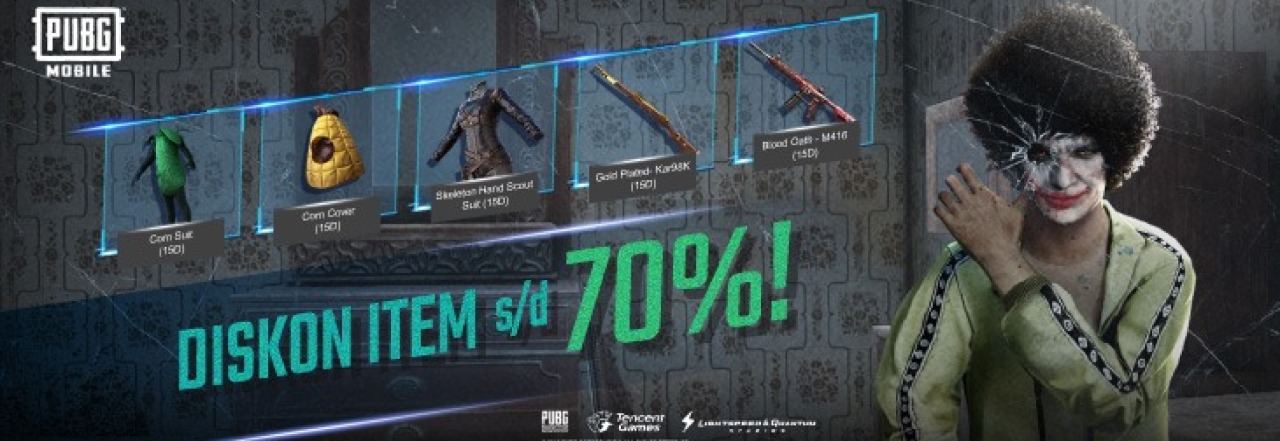 PUBG
MOBILE
Corn Suit
(15D)
Corn Cover
(15D)
Skeleton Hand Scout
Suit (15D)
Gold Plated- Kar98K
(15D)
Blood Oath - M416
(15D)
DISKON ITEM s/d 70%!
PUBG
Tencent
Games
LIGHTSPEED & QUANTUM
STUDIOS